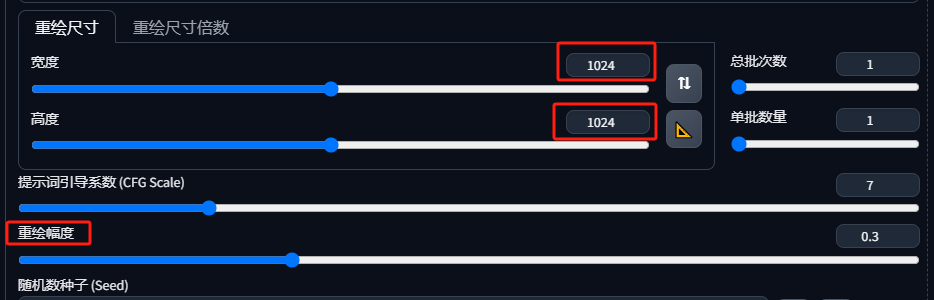 重绘尺寸 重绘尺寸倍数
宽度 1024
总批次数 1
高度 1024
单批数量 1
提示词引导系数 (CFG Scale) 7
重绘幅度 0.3
随机数种子 (Seed)